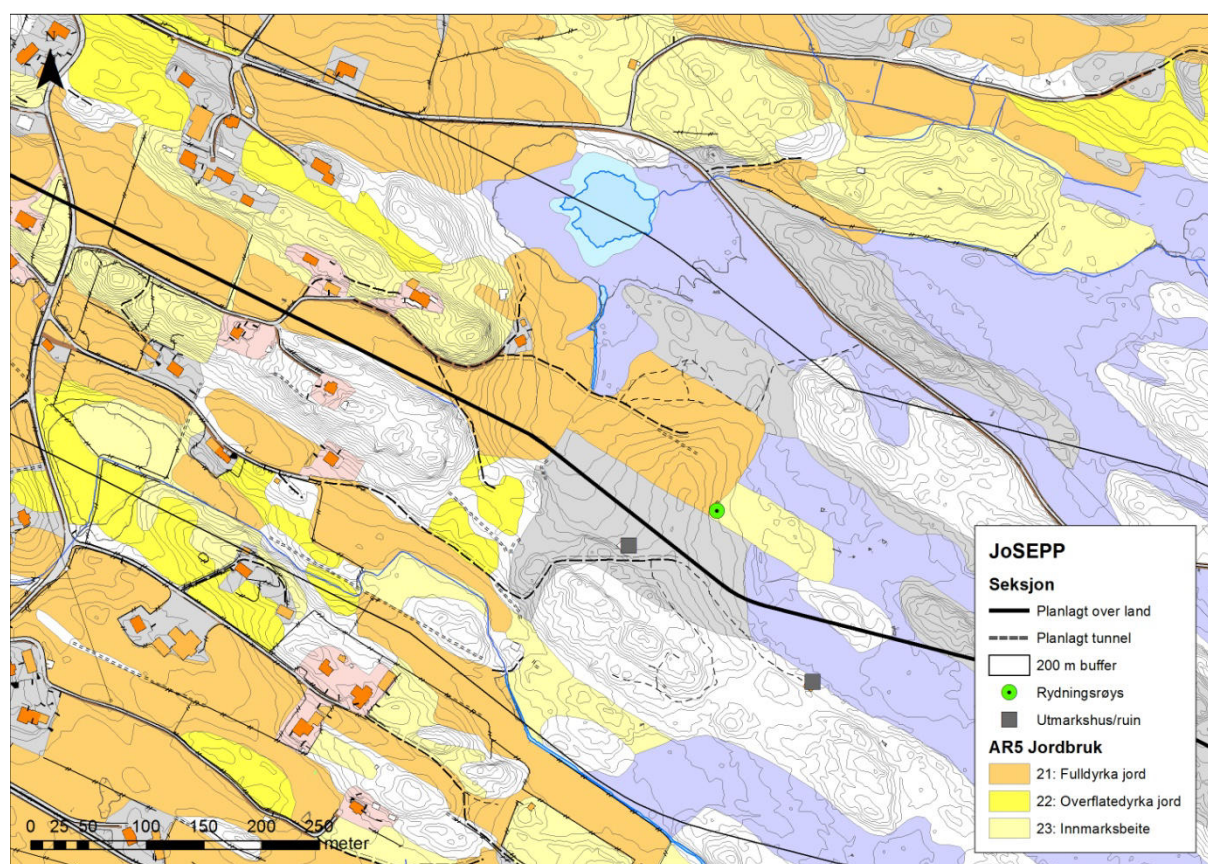 N
JoSEPP
Seksjon
Planlagt over land
Planlagt tunnel
200 m buffer
Rydningsrøys
Utmarkshus/ruin
AR5 Jordbruk
21: Fulldyrka jord
22: Overflatedyrka jord
23: Innmarksbeite
0 25 50 100 150 200 250
meter